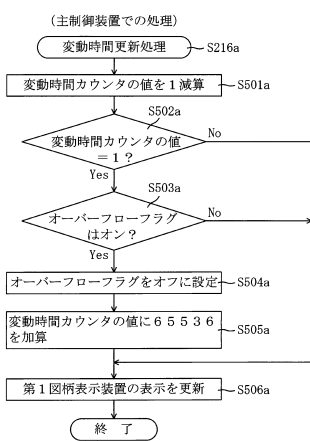 （主制御装置での処理）
変動時間更新処理
S216a
変動時間カウンタの値を１減算
S501a
S502a
変動時間カウンタの値
＝１？
No
Yes
S503a
オーバーフローフラグ
はオン？
No
Yes
オーバーフローフラグをオフに設定
S504a
変動時間カウンタの値に６５５３６
を加算
S505a
第１図柄表示装置の表示を更新
S506a
終　了